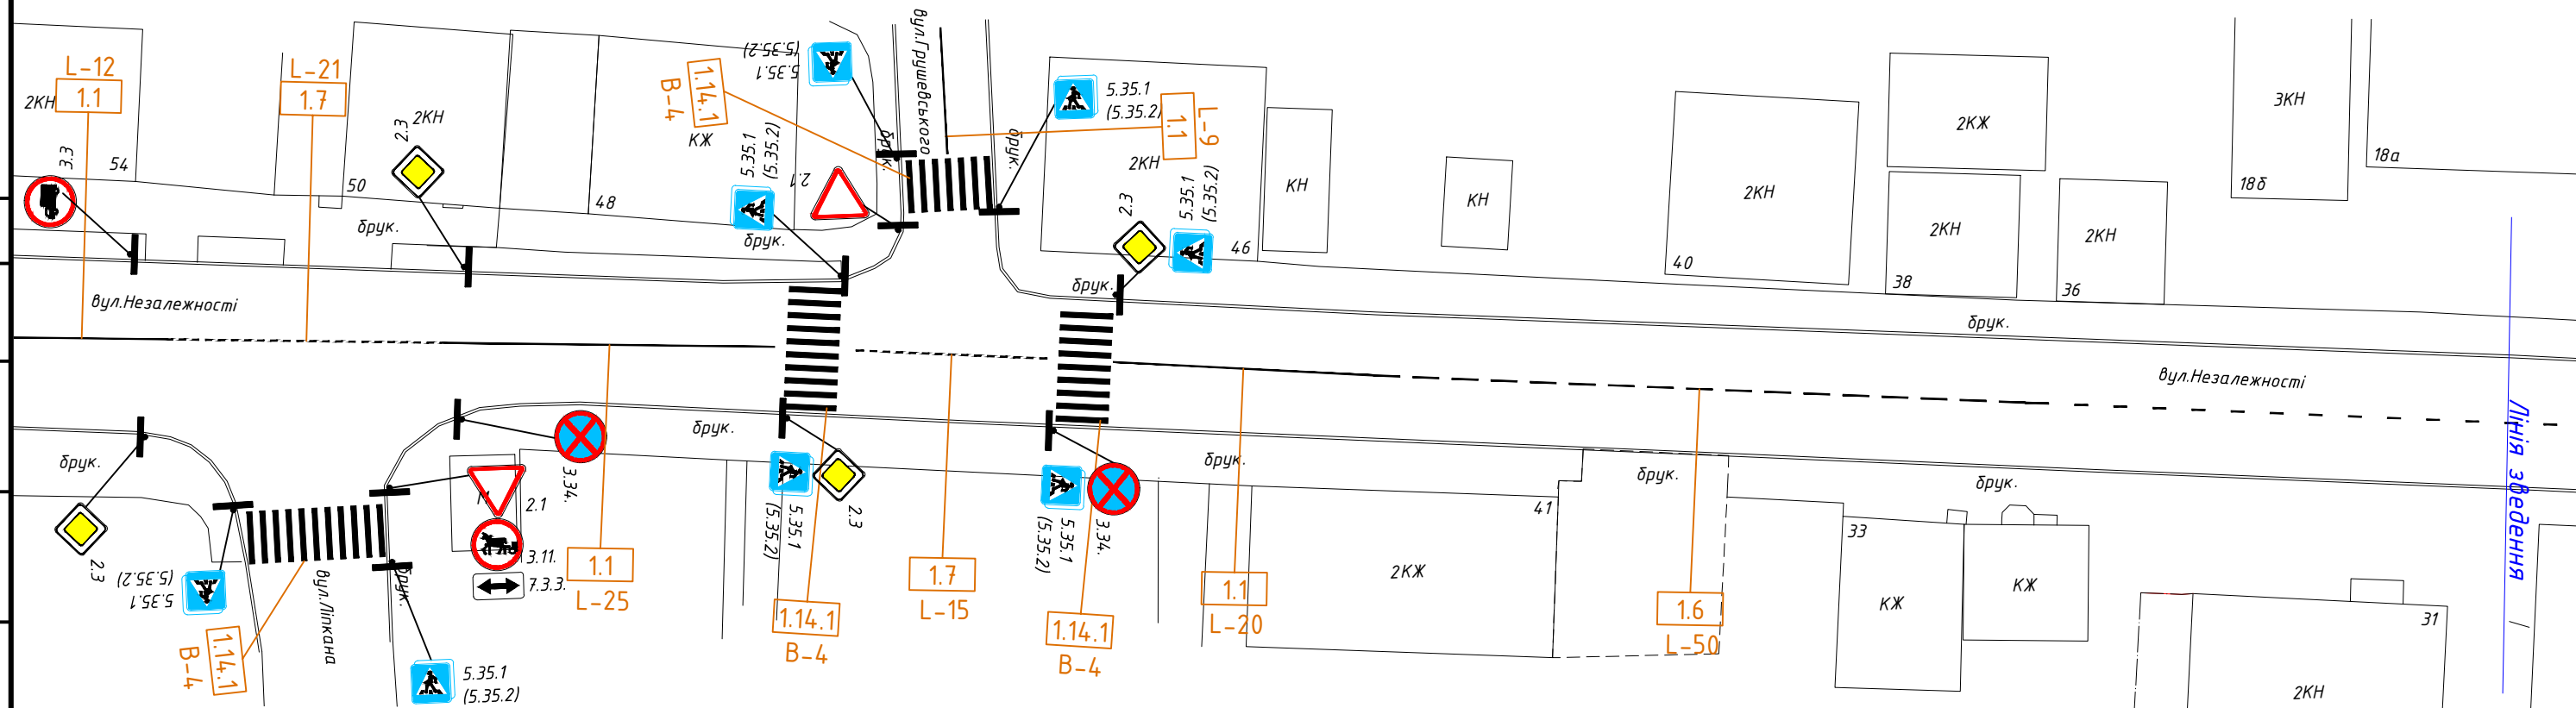 L-12
1.1
2КН
3.3
54
L-21
1.7
50
2.3
2КН
48
B-4
1.14.1
КЖ
5.35.1
(5.35.2)
5.35.1
(5.35.2)
2.1
брук.
брук.
брук.
вул.Грушевського
брук.
5.35.1
(5.35.2)
L-9
1.1
2КН
2.3
5.35.1
(5.35.2)
46
брук.
КН
КН
2КН
40
2КЖ
2КН
38
2КН
36
3КН
18б
18а
брук.
вул.Незалежності
вул.Незалежності
Лінія зведення
брук.
2.3
5.35.1
(5.35.2)
1.14.1
B-4
вул.Ліпкана
брук.
5.35.1
(5.35.2)
2.1
3.11.
7.3.3.
3.34.
1.1
L-25
брук.
5.35.1
(5.35.2)
2.3
1.14.1
B-4
1.7
L-15
5.35.1
(5.35.2)
3.34.
1.14.1
B-4
брук.
1.1
L-20
41
2КЖ
брук.
1.6
L-50
33
КЖ
брук.
КЖ
31
2КН